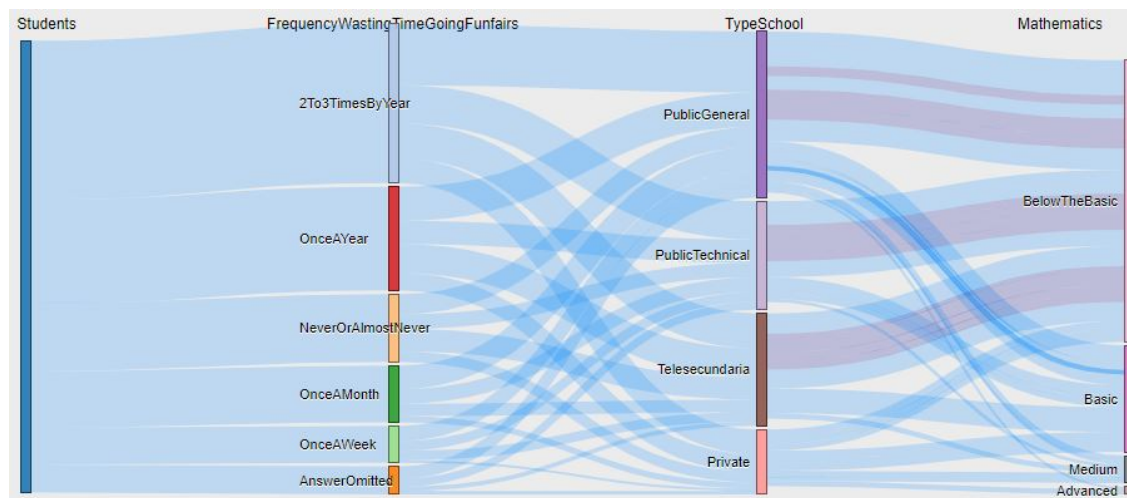 Students
FrequencyWastingTimeGoingFunfairs
TypeSchool
Mathematics
2To3TimesByYear
OnceAYear
NeverOrAlmostNever
OnceAMonth
OnceAWeek
AnswerOmitted
PublicGeneral
PublicTechnical
Telesecundaria
Private
BelowTheBasic
Basic
Medium
Advanced